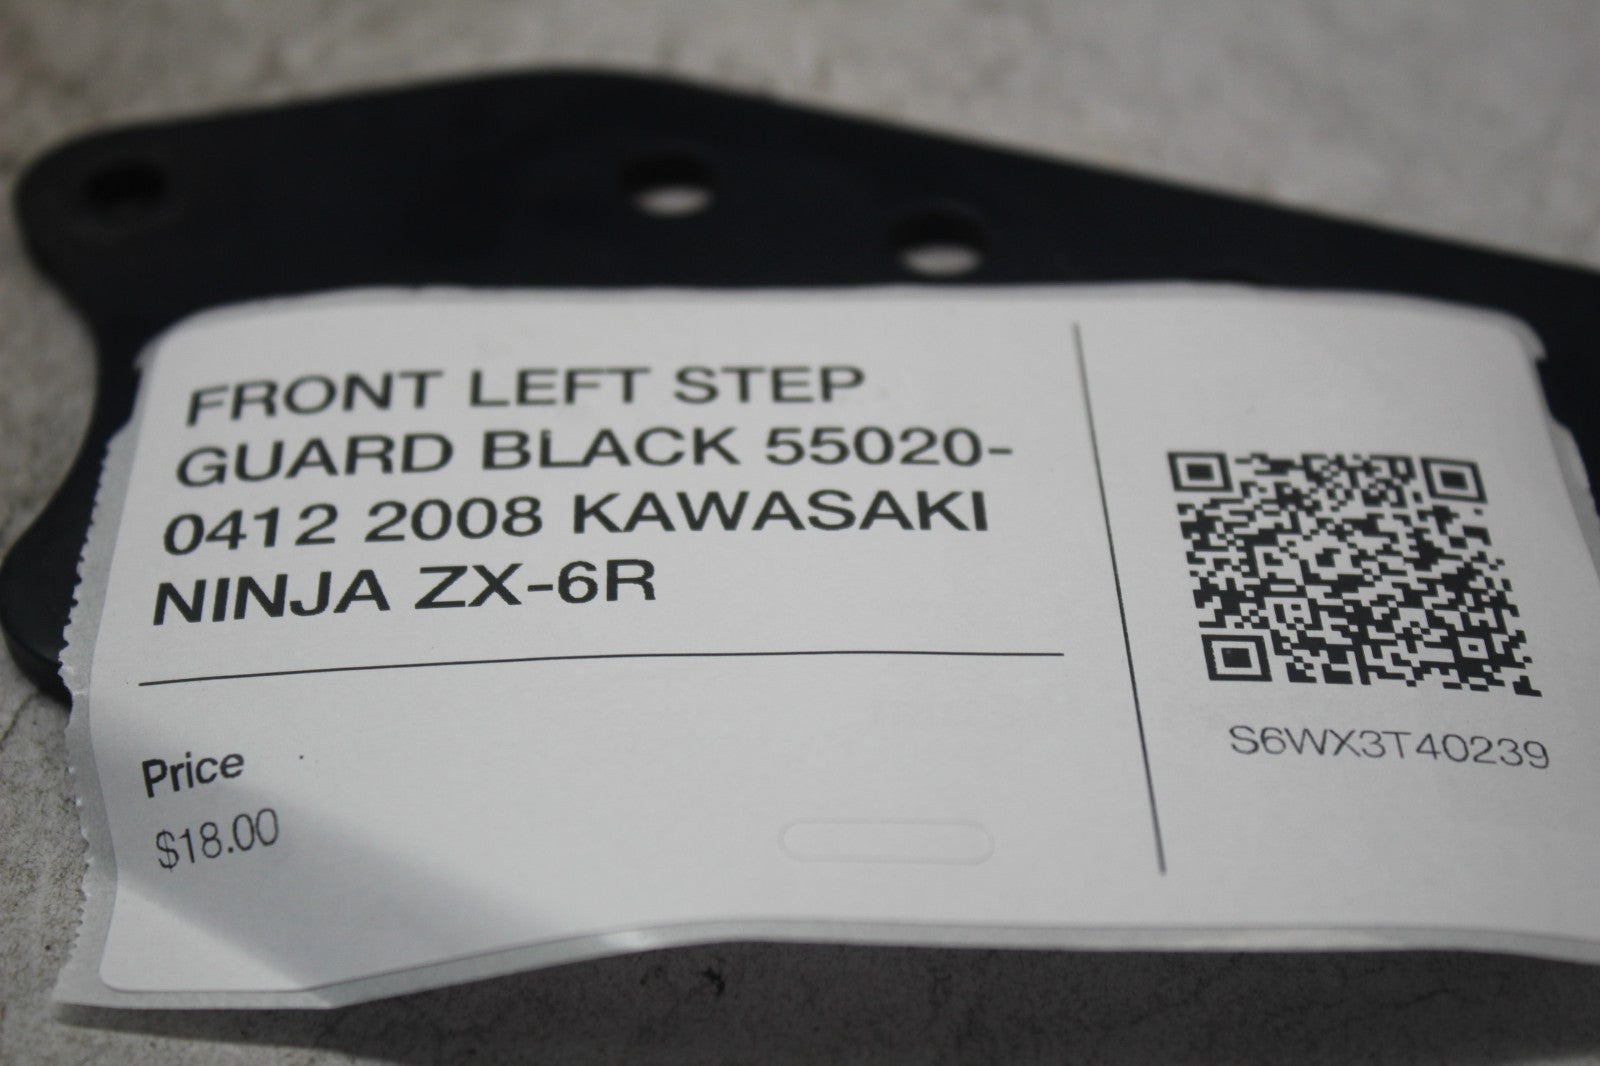 FRONT LEFT STEP
GUARD BLACK 55020-
0412 2008 KAWASAKI
NINJA ZX-6R
Price
$18.00
S6WX3T40239